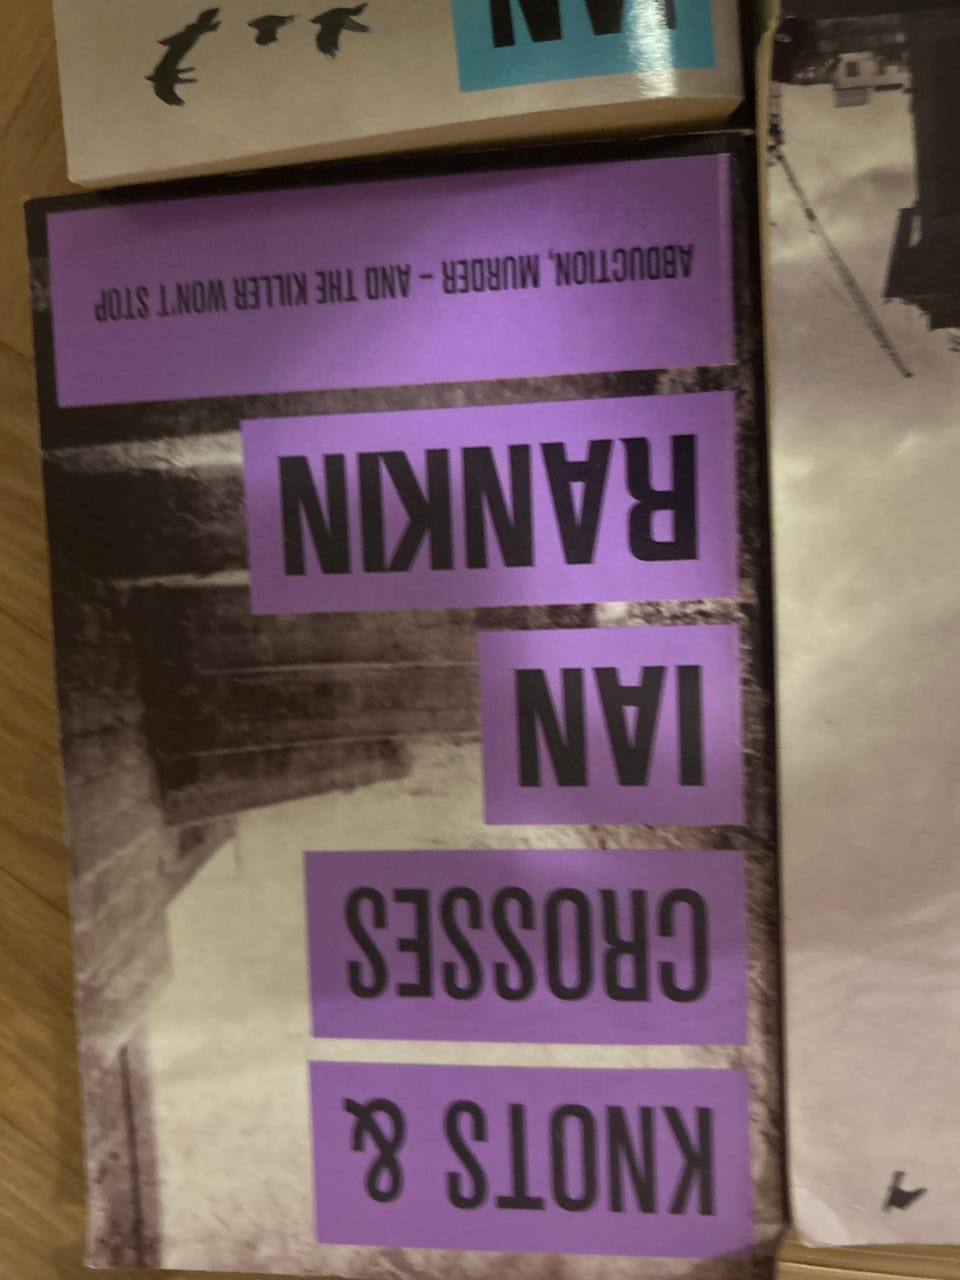 KNOTS &
CROSSES
IAN
RANKIN
ABDUCTION, MURDER – AND THE KILLER WON'T STOP
IAN